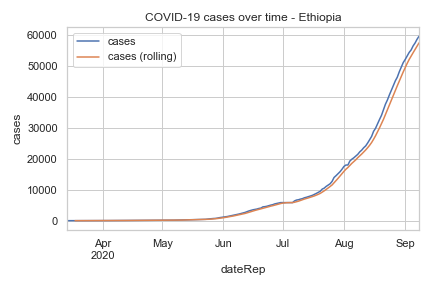 COVID-19 cases over time - Ethiopia
cases
cases (rolling)
60000
50000
40000
30000
20000
10000
0
cases
Apr
2020
May
Jun
Jul
Aug
Sep
dateRep